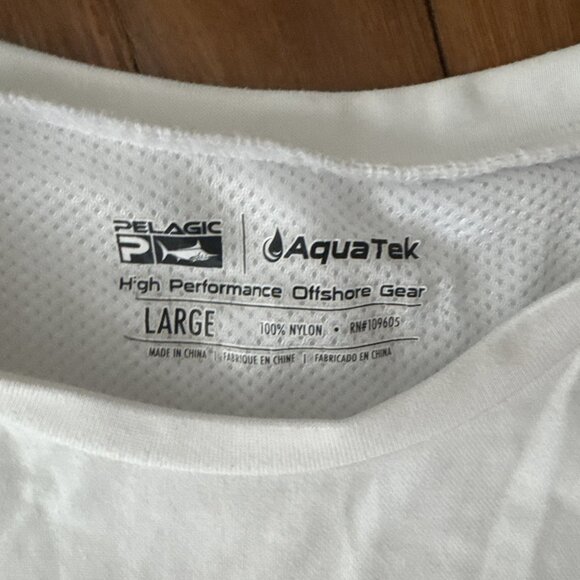 PELAGIC
P
AquaTek
High Performance Offshore Gear
LARGE 100% NYLON • RN#109605
MADE IN CHINA | FABRIQUE EN CHINE | FABRICADO EN CHINA